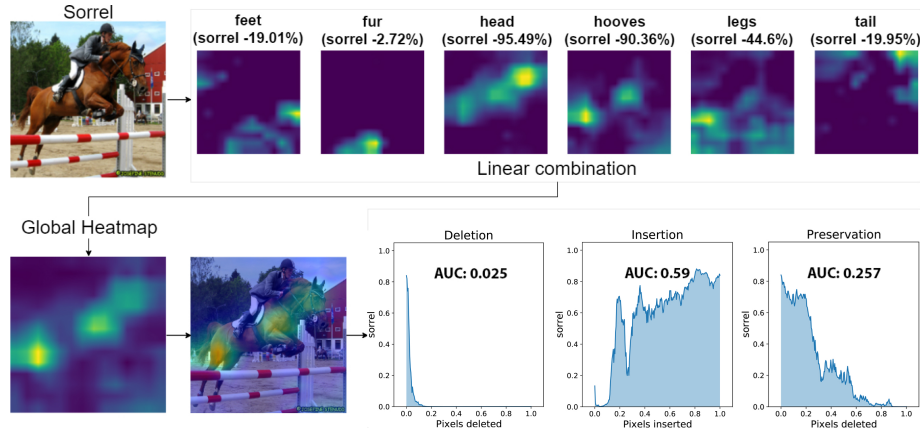 Sorrel
feet
(sorrel -19.01%)
fur
(sorrel -2.72%)
head
(sorrel -95.49%)
hooves
(sorrel -90.36%)
legs
(sorrel -44.6%)
tail
(sorrel -19.95%)
Linear combination
Global Heatmap
Deletion
AUC: 0.025
sorrel
1.0
0.8
0.6
0.4
0.2
0.0
0.0 0.2 0.4 0.6 0.8 1.0
Pixels deleted
Insertion
AUC: 0.59
sorrel
1.0
0.8
0.6
0.4
0.2
0.0
0.0 0.2 0.4 0.6 0.8 1.0
Pixels inserted
Preservation
AUC: 0.257
sorrel
1.0
0.8
0.6
0.4
0.2
0.0
0.0 0.2 0.4 0.6 0.8 1.0
Pixels deleted